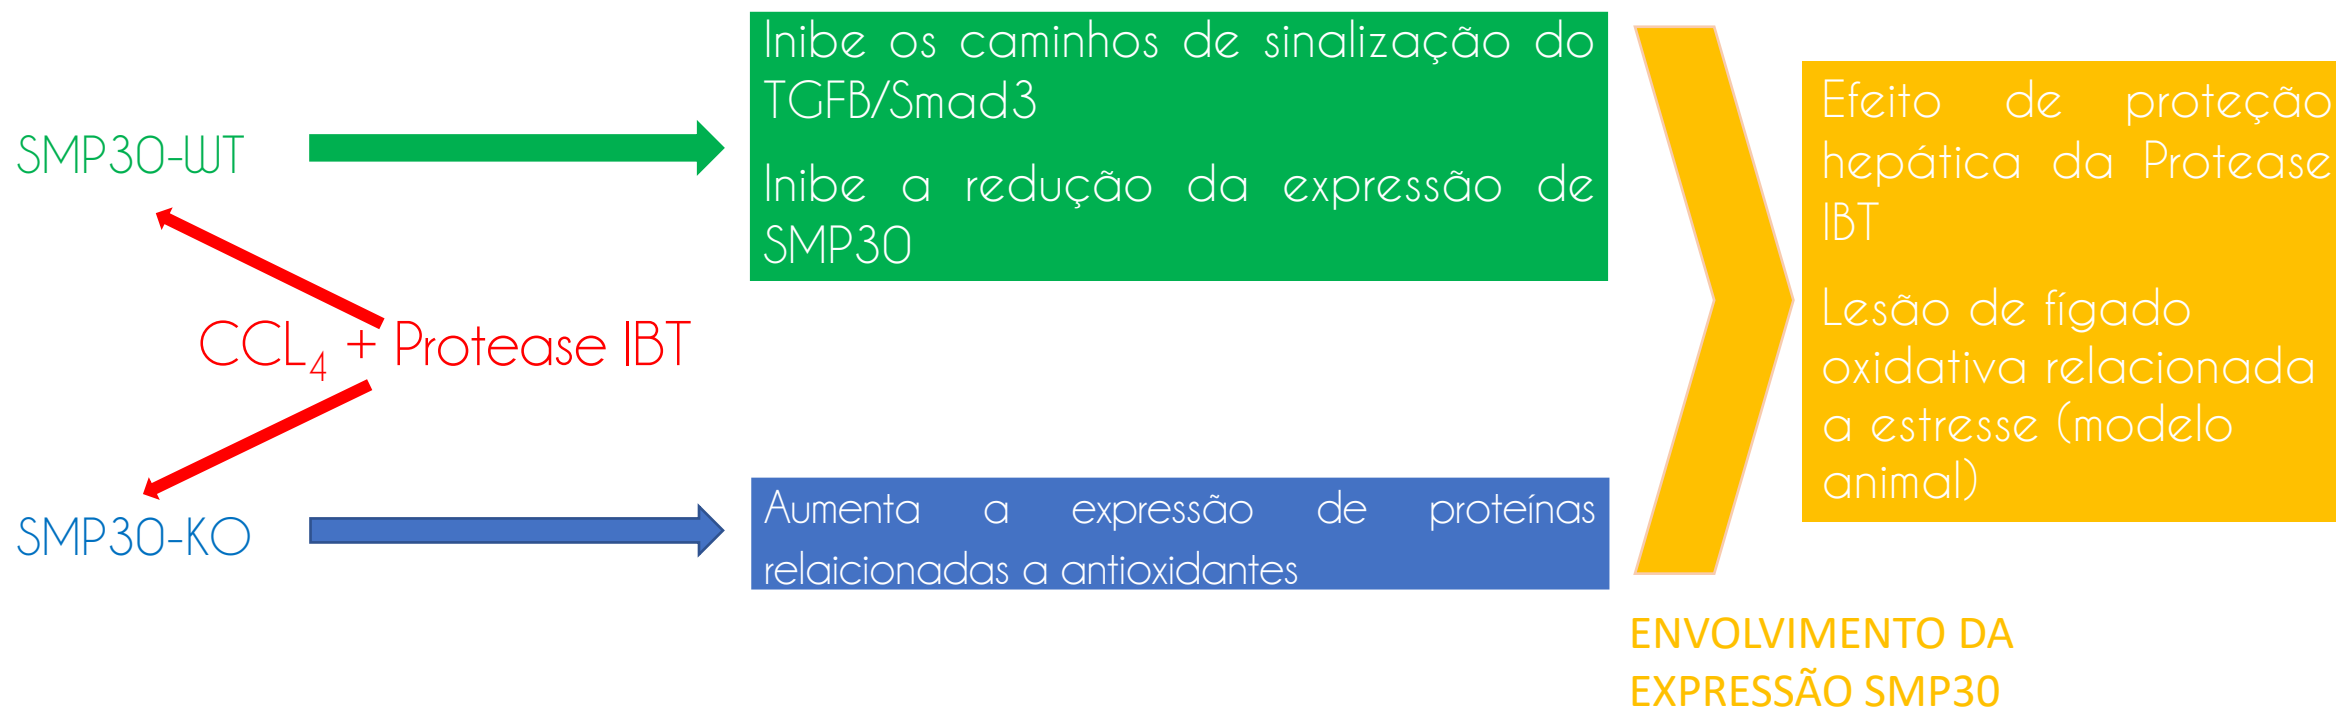 SMP30-WT
CCL₄ + Protease IBT
SMP30-KO
Inibe os caminhos de sinalização do
TGFB/Smad3
Inibe a redução da expressão de
SMP30
Aumenta a expressão de proteínas
relaicionadas a antioxidantes
Efeito de proteção
hepática da Protease
IBT
Lesão de fígado
oxidativa relacionada
a estresse (modelo
animal)
ENVOLVIMENTO DA
EXPRESSÃO SMP30